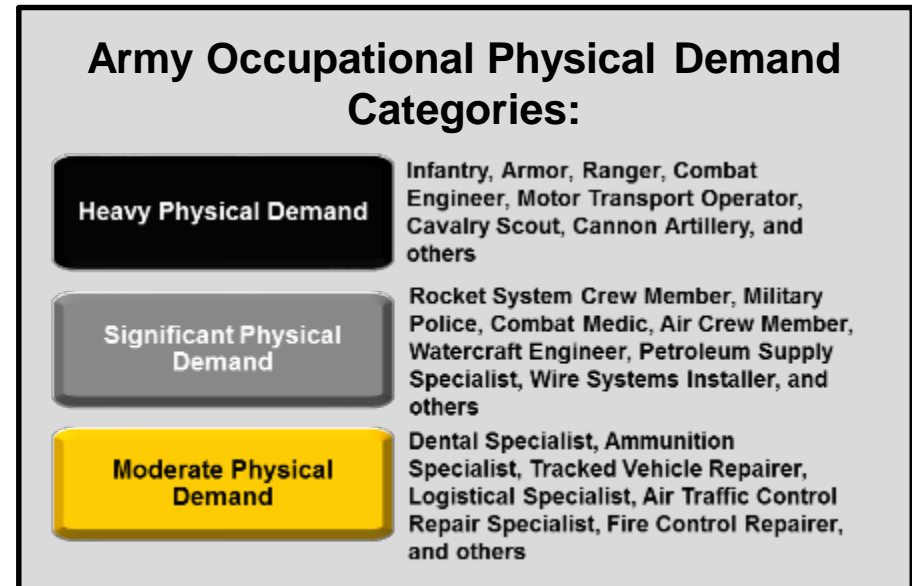 Army Occupational Physical Demand
Categories:
Heavy Physical Demand
Infantry, Armor, Ranger, Combat
Engineer, Motor Transport Operator,
Cavalry Scout, Cannon Artillery, and
others
Significant Physical
Demand
Rocket System Crew Member, Military
Police, Combat Medic, Air Crew Member,
Watercraft Engineer, Petroleum Supply
Specialist, Wire Systems Installer, and
others
Moderate Physical
Demand
Dental Specialist, Ammunition
Specialist, Tracked Vehicle Repairer,
Logistical Specialist, Air Traffic Control
Repair Specialist, Fire Control Repairer,
and others